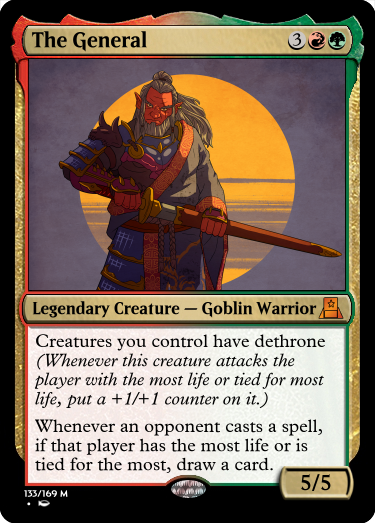 The General 3
Legendary Creature — Goblin Warrior
Creatures you control have dethrone
(Whenever this creature attacks the
player with the most life or tied for most
life, put a +1/+1 counter on it.)
Whenever an opponent casts a spell,
if that player has the most life or is
tied for the most, draw a card.
5/5
133/169 M